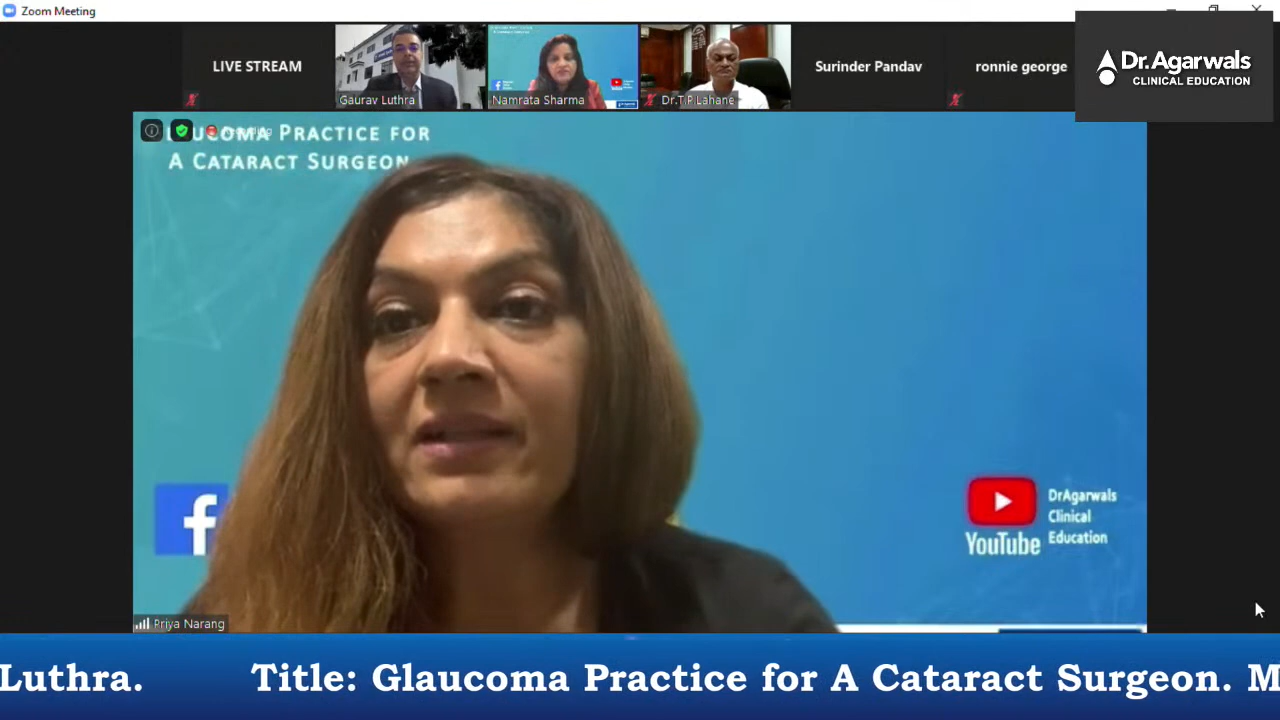 Zoom Meeting
LIVE STREAM
Gaurav Luthra
Namrata Sharma
Dr.T.P.Lahane
Surinder Pandav
ronnie george
Dr.Agarwals
CLINICAL EDUCATION
PRACTICE FOR
A CATARACT SURGEON
f
DrAgarwals
Clinical
Education
YouTube
Priya Narang
Luthra. Title: Glaucoma Practice for A Cataract Surgeon. M